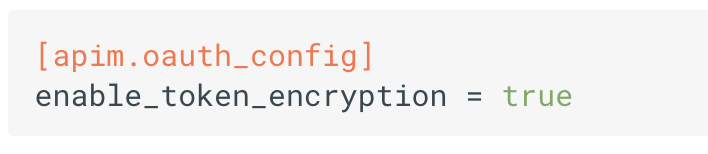 [apim.oauth_config]
enable_token_encryption = true